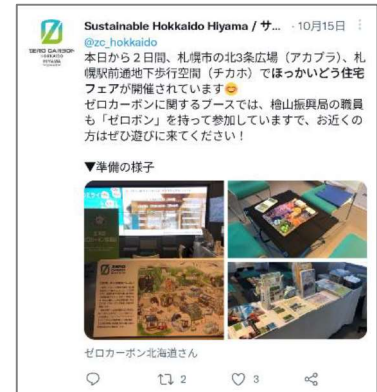 Sustainable Hokkaido Hiyama / サ... ・10月15日
@zc_hokkaido
本日から２日間、札幌市の北3条広場（アカプラ）、札
幌駅前通地下歩行空間（チカホ）でほっかいどう住宅
フェアが開催されています😊
ゼロカーボンに関するブースでは、檜山振興局の職員
も「ゼロボン」を持って参加していますで、お近くの
方はぜひ遊びに来てください！
▼準備の様子
ゼロカーボン北海道さん
2
3